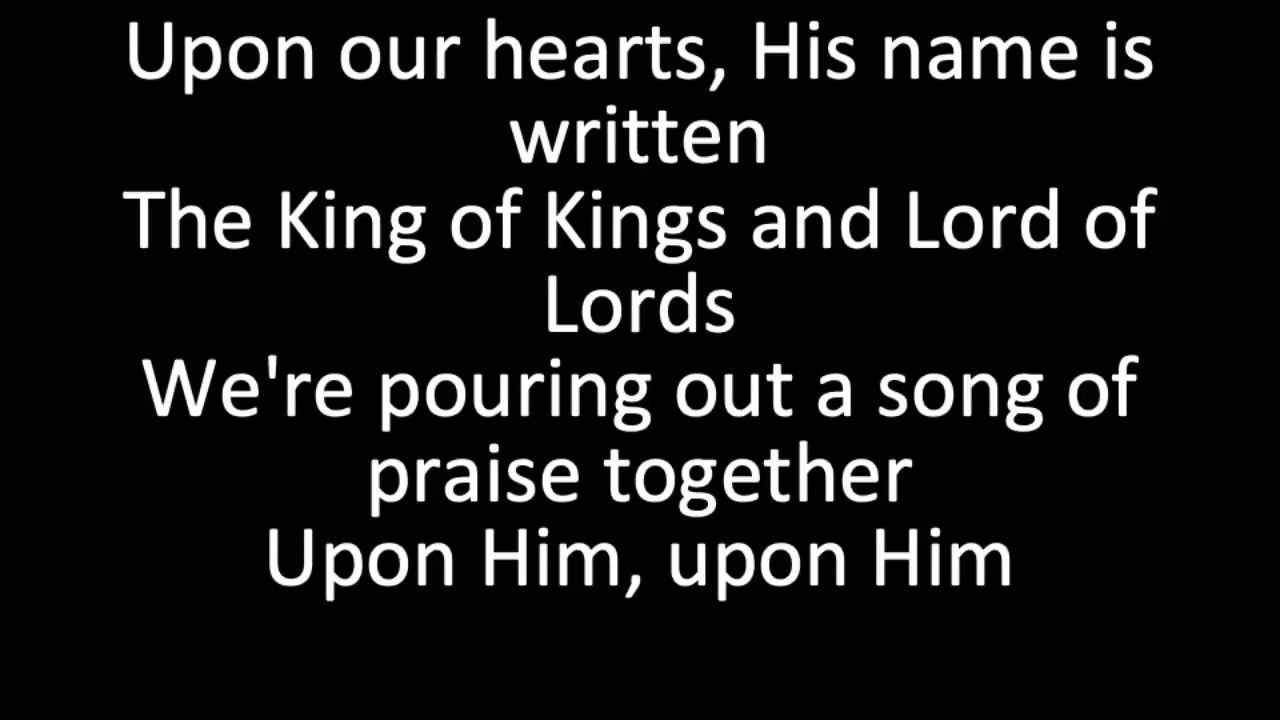 Upon our hearts, His name is
written
The King of Kings and Lord of
Lords
We're pouring out a song of
praise together
Upon Him, upon Him